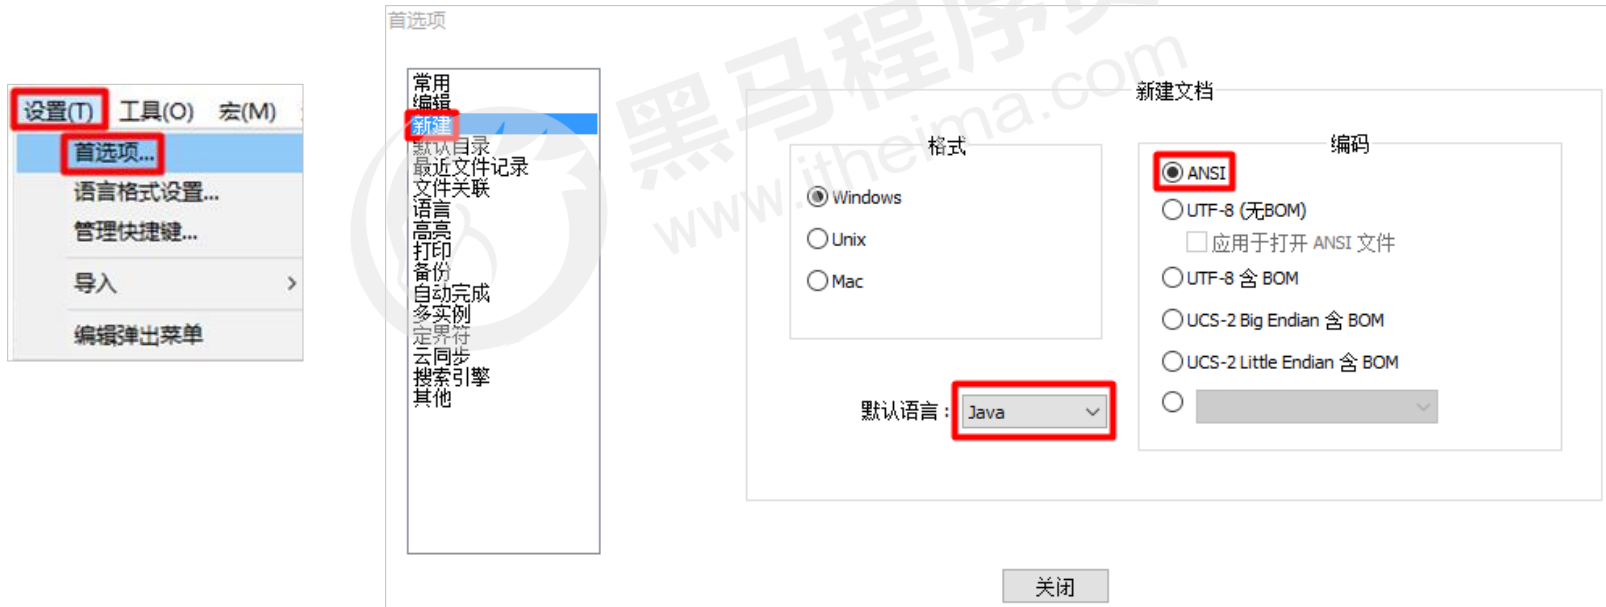 设置(T) 工具(O) 宏(M)
首选项...
语言格式设置...
管理快捷键...
导入
编辑弹出菜单
首选项
常用
编辑
新建
默认目录
最近文件记录
文件关联
语言
高亮
打印
备份
自动完成
多实例
定界符
云同步
搜索引擎
其他
新建文档
格式
Windows
Unix
Mac
默认语言： Java
编码
ANSI
UTF-8 (无BOM)
应用于打开 ANSI 文件
UTF-8 含 BOM
UCS-2 Big Endian 含 BOM
UCS-2 Little Endian 含 BOM
关闭
黑马程序员
www.itheima.com